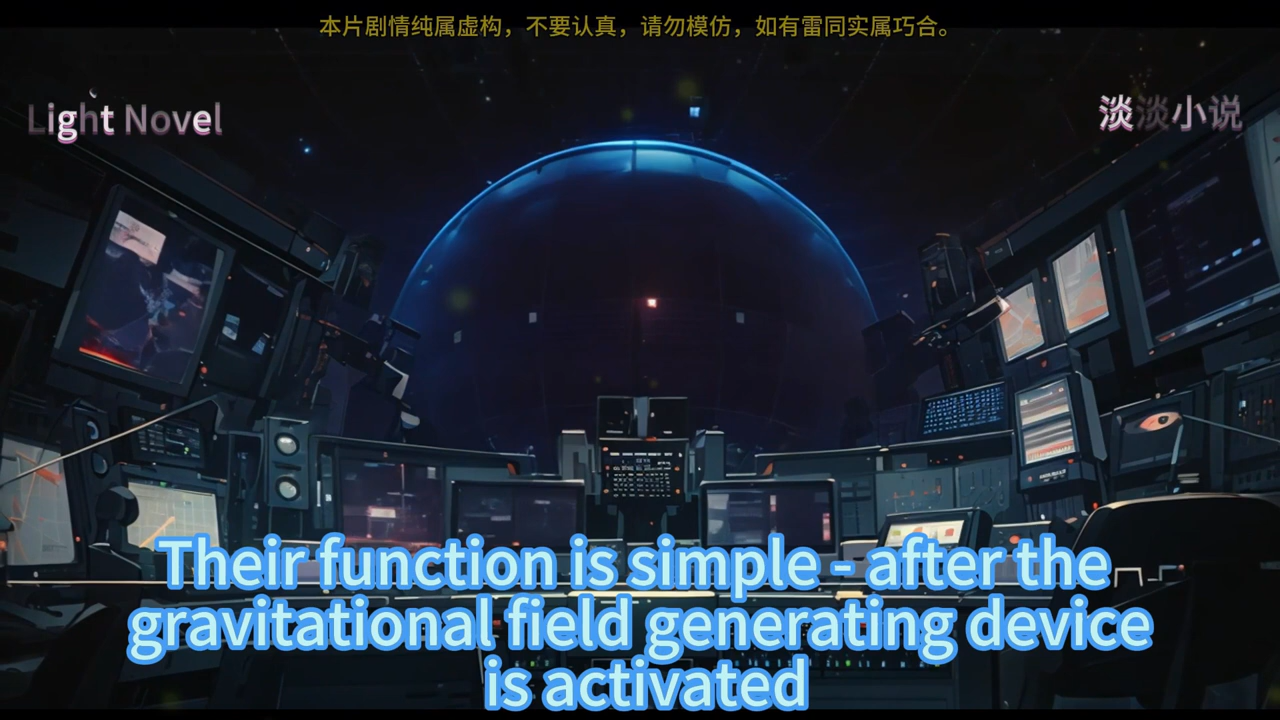 本片剧情纯属虚构，不要认真，请勿模仿，如有雷同实属巧合。
Light Novel
淡淡小说
Their function is simple - after the
gravitational field generating device
is activated